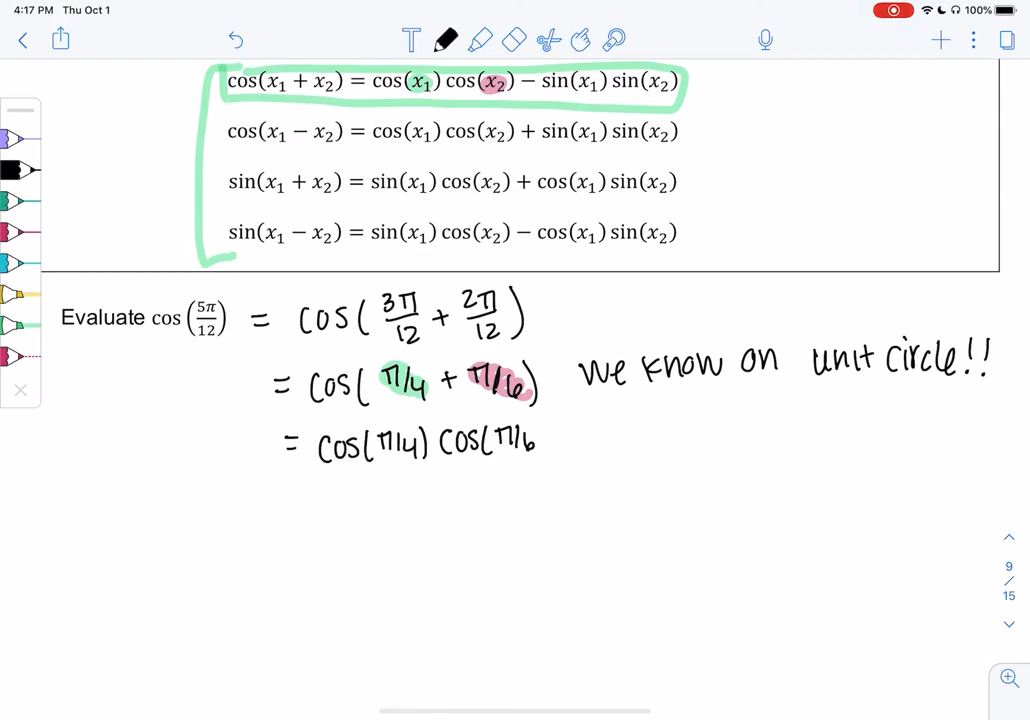 4:17 PM Thu Oct 1
100%
T
cos(x₁ + x₂) = cos(x₁) cos(x₂) − sin(x₁) sin(x₂)
cos(x₁ − x₂) = cos(x₁) cos(x₂) + sin(x₁) sin(x₂)
sin(x₁ + x₂) = sin(x₁) cos(x₂) + cos(x₁) sin(x₂)
sin(x₁ − x₂) = sin(x₁) cos(x₂) − cos(x₁) sin(x₂)
Evaluate cos (5π/12) = cos( 3π/12 + 2π/12 )
= cos( π/4 + π/6) we know on unit circle!!
= cos(π/4) cos(π/6
9
/
15